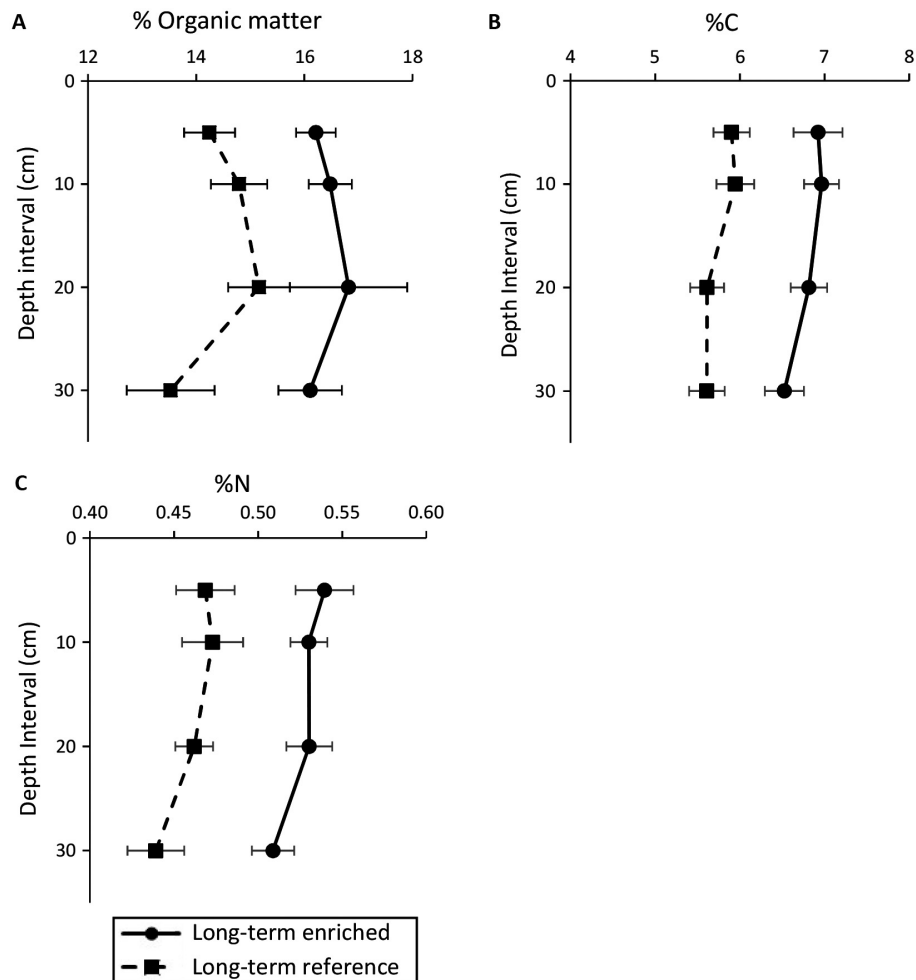 A
% Organic matter
12 14 16 18
0
10
20
30
Depth interval (cm)
B
%C
4 5 6 7 8
0
10
20
30
Depth Interval (cm)
C
%N
0.40 0.45 0.50 0.55 0.60
0
10
20
30
Depth Interval (cm)
Long-term enriched
Long-term reference